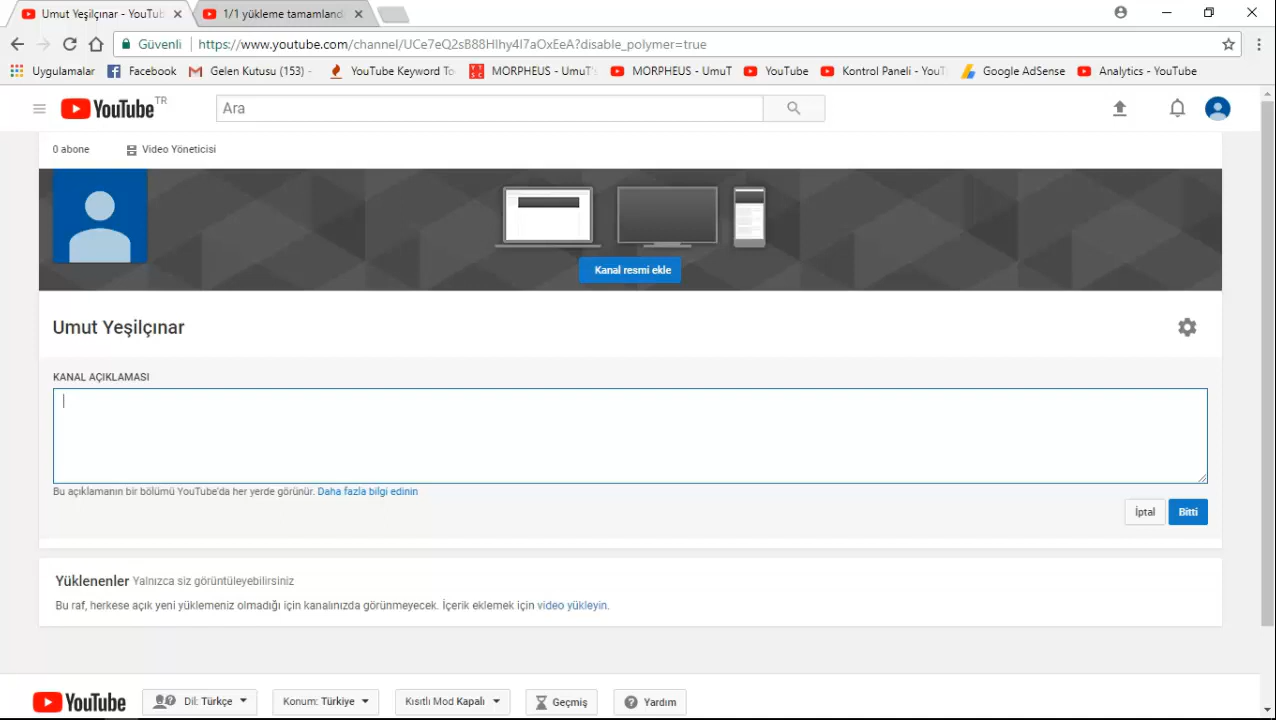 Umut Yeşilçınar - YouTub
1/1 yükleme tamamlandı
Güvenli
https://www.youtube.com/channel/UCe7eQ2sB88HIhy4I7aOxEeA?disable_polymer=true
Uygulamalar
Facebook
Gelen Kutusu (153) -
YouTube Keyword To
MORPHEUS - UmuT's
MORPHEUS - UmuT
YouTube
Kontrol Paneli - YouT
Google AdSense
Analytics - YouTube
YouTube TR
Ara
0 abone
Video Yöneticisi
Kanal resmi ekle
Umut Yeşilçınar
KANAL AÇIKLAMASI
Bu açıklamanın bir bölümü YouTube'da her yerde görünür. Daha fazla bilgi edinin
İptal
Bitti
Yüklenenler Yalnızca siz görüntüleyebilirsiniz
Bu raf, herkese açık yeni yüklemeniz olmadığı için kanalınızda görünmeyecek. İçerik eklemek için video yükleyin.
YouTube
Dil: Türkçe
Konum: Türkiye
Kısıtlı Mod Kapalı
Geçmiş
Yardım